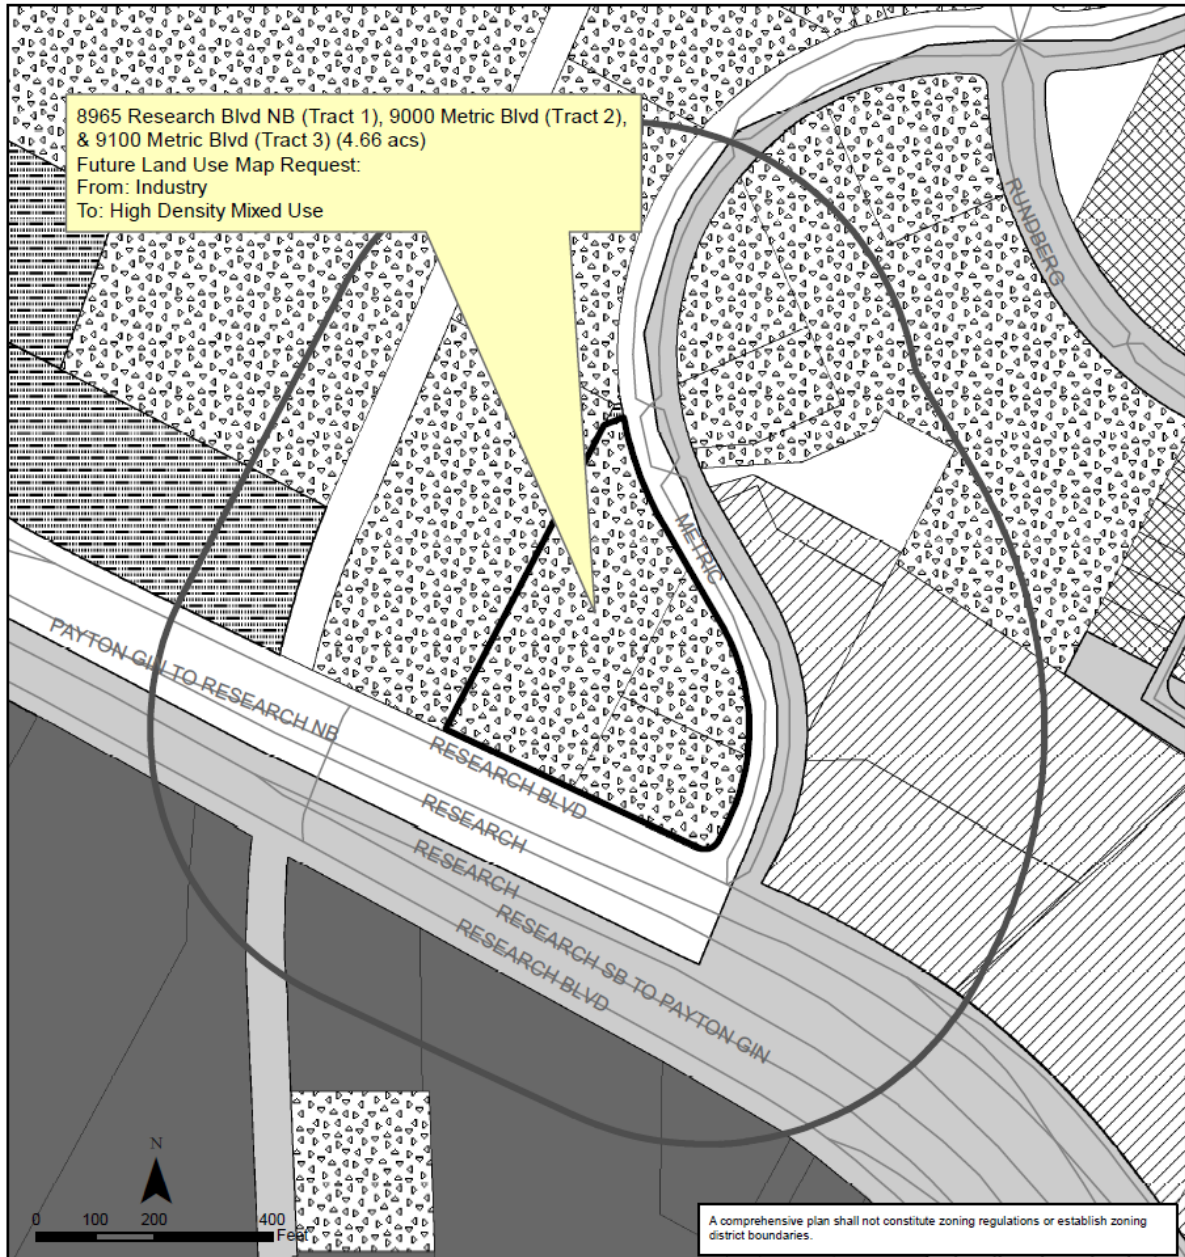 8965 Research Blvd NB (Tract 1), 9000 Metric Blvd (Tract 2),
& 9100 Metric Blvd (Tract 3) (4.66 acs)
Future Land Use Map Request:
From: Industry
To: High Density Mixed Use
RUNDBERG
METRIC
PAYTON GIN TO RESEARCH NB
RESEARCH BLVD
RESEARCH
RESEARCH
RESEARCH SB TO PAYTON GIN
RESEARCH BLVD
N
0 100 200 400
Feet
A comprehensive plan shall not constitute zoning regulations or establish zoning
district boundaries.